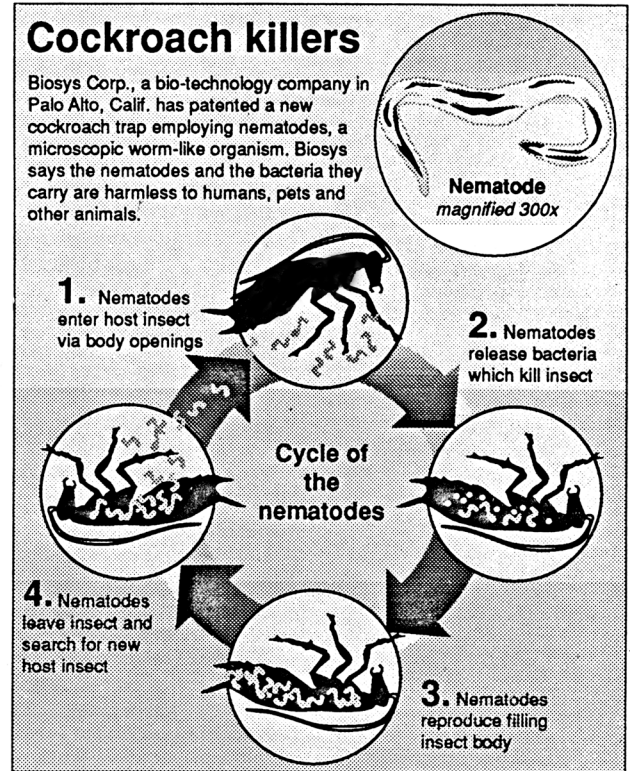 Cockroach killers
Biosys Corp., a bio-technology company in
Palo Alto, Calif. has patented a new
cockroach trap employing nematodes, a
microscopic worm-like organism. Biosys
says the nematodes and the bacteria they
carry are harmless to humans, pets and
other animals.
Nematode
magnified 300x
1. Nematodes
enter host insect
via body openings
2. Nematodes
release bacteria
which kill insect
Cycle of
the
nematodes
3. Nematodes
reproduce filling
insect body
4. Nematodes
leave insect and
search for new
host insect